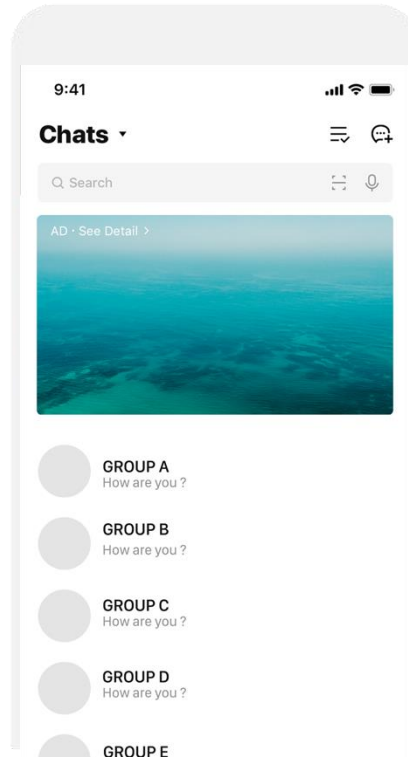 9:41
Chats
Search
AD · See Detail >
GROUP A
How are you ?
GROUP B
How are you ?
GROUP C
How are you ?
GROUP D
How are you ?
GROUP E